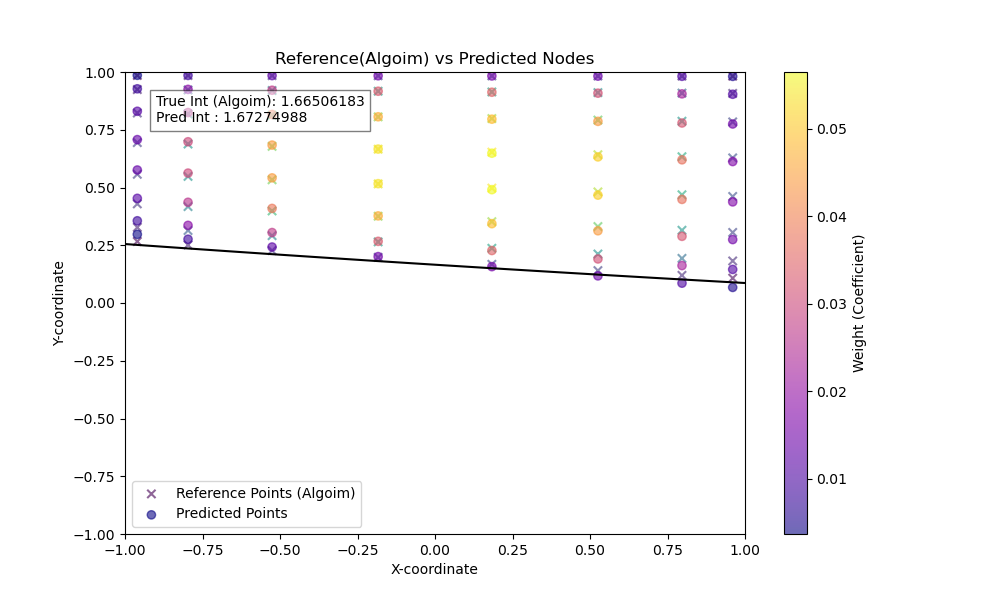 Reference(Algoim) vs Predicted Nodes
True Int (Algoim): 1.66506183
Pred Int : 1.67274988
1.00
0.75
0.50
0.25
0.00
−0.25
−0.50
−0.75
−1.00
Y-coordinate
Reference Points (Algoim)
Predicted Points
−1.00 −0.75 −0.50 −0.25 0.00 0.25 0.50 0.75 1.00
X-coordinate
0.05
0.04
0.03
0.02
0.01
Weight (Coefficient)